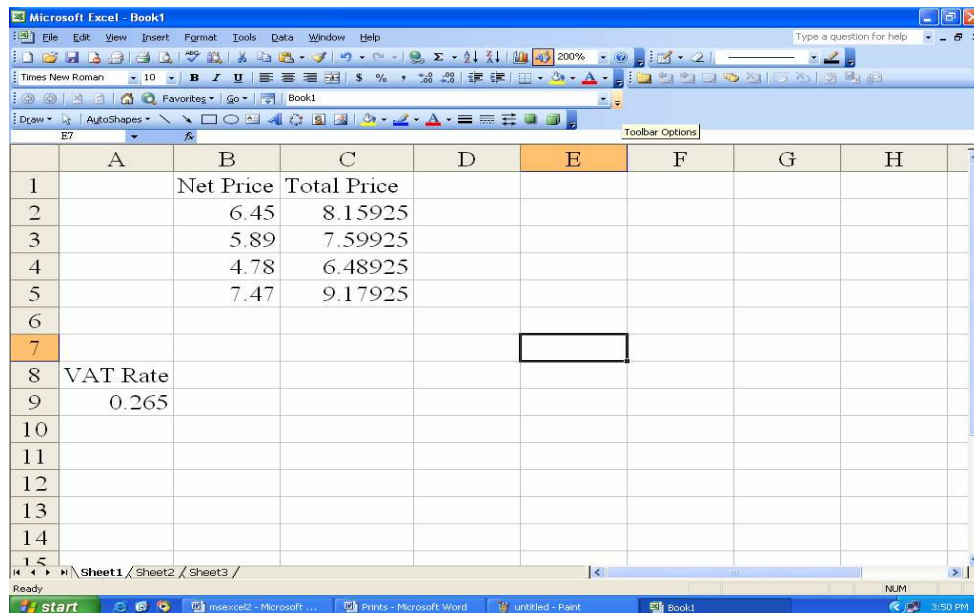 Microsoft Excel - Book1
File Edit View Insert Format Tools Data Window Help Type a question for help
200%
Times New Roman 10 B I U $ % ,
Favorites Go Book1
Draw AutoShapes
Toolbar Options
E7 fx
A B C D E F G H
1 Net Price Total Price
2 6.45 8.15925
3 5.89 7.59925
4 4.78 6.48925
5 7.47 9.17925
6
7
8 VAT Rate
9 0.265
10
11
12
13
14
15
Sheet1 Sheet2 Sheet3
Ready NUM
start msexcel2 - Microsoft ... Prints - Microsoft Word untitled - Paint Book1 3:50 PM